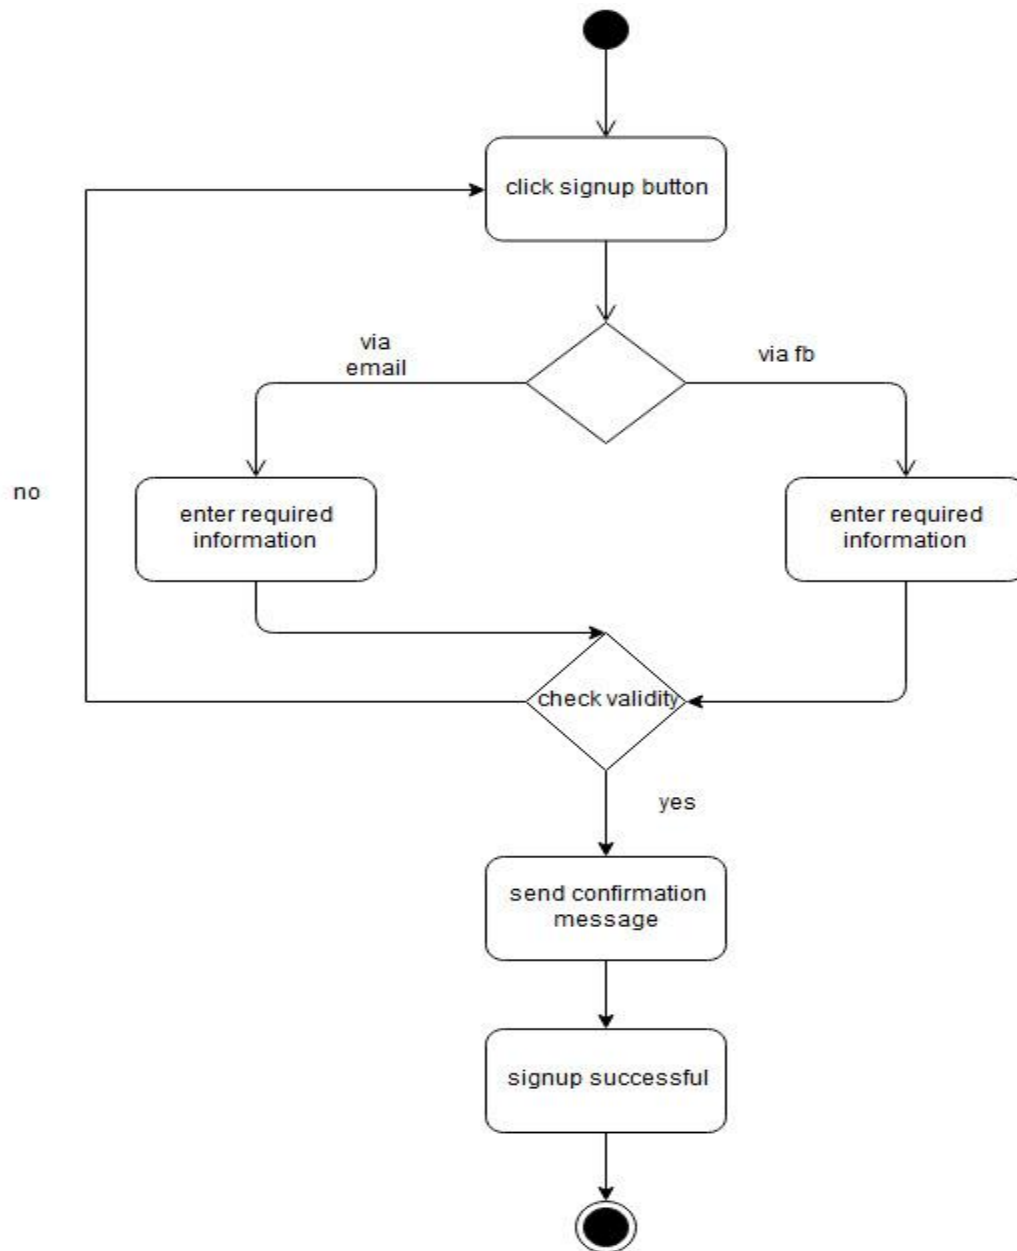 click signup button
via
email
via fb
no
enter required
information
enter required
information
check validity
yes
send confirmation
message
signup successful